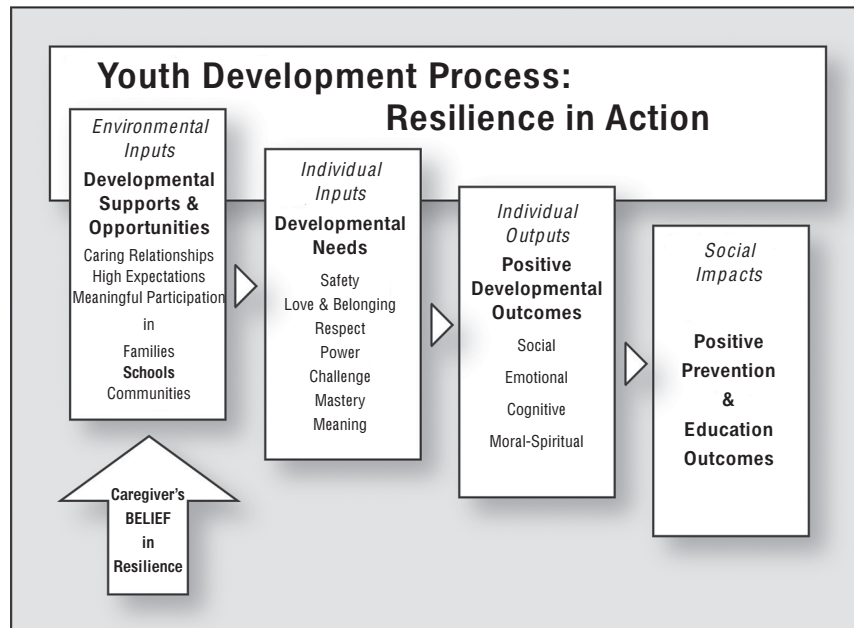 Youth Development Process:
Resilience in Action
Environmental
Inputs
Developmental
Supports &
Opportunities
Caring Relationships
High Expectations
Meaningful Participation
in
Families
Schools
Communities
Caregiver's
BELIEF
in
Resilience
Individual
Inputs
Developmental
Needs
Safety
Love & Belonging
Respect
Power
Challenge
Mastery
Meaning
Individual
Outputs
Positive
Developmental
Outcomes
Social
Emotional
Cognitive
Moral-Spiritual
Social
Impacts
Positive
Prevention
&
Education
Outcomes